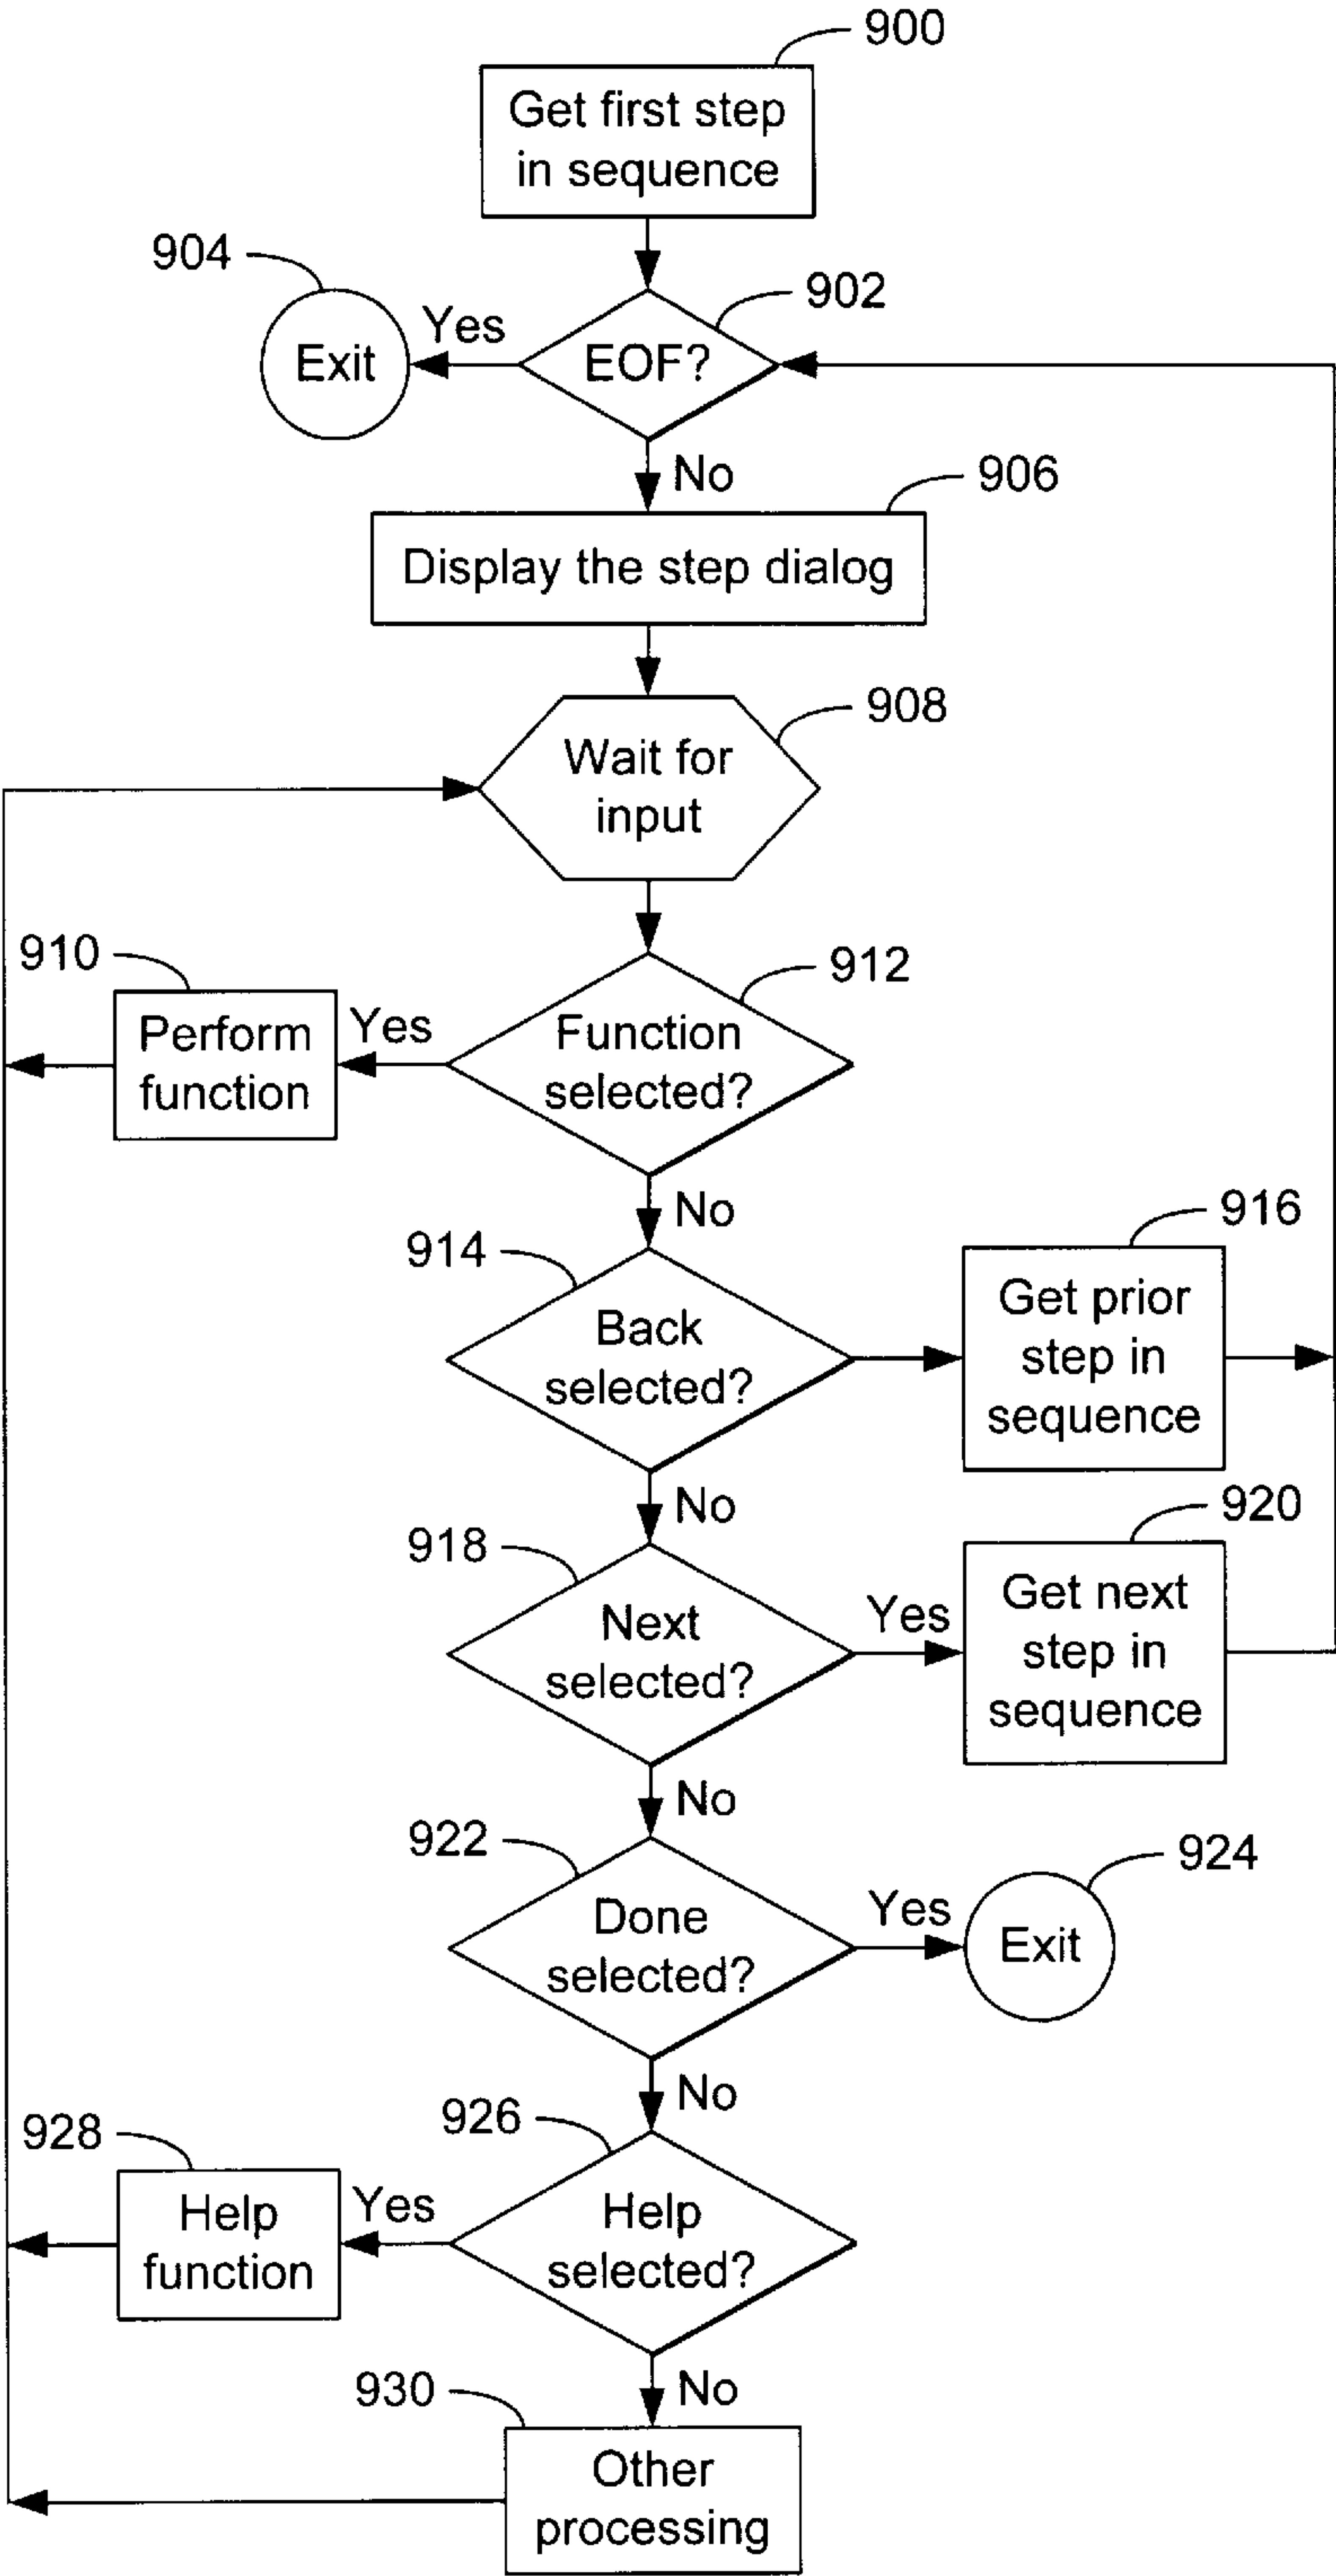 900
Get first step
in sequence
904
902
Yes
Exit
EOF?
No
906
Display the step dialog
908
Wait for
input
910
912
Yes
Perform
function
Function
selected?
No
914
916
Back
selected?
Get prior
step in
sequence
No
918
920
Yes
Next
selected?
Get next
step in
sequence
No
922
924
Yes
Done
selected?
Exit
No
926
928
Yes
Help
function
Help
selected?
No
930
Other
processing